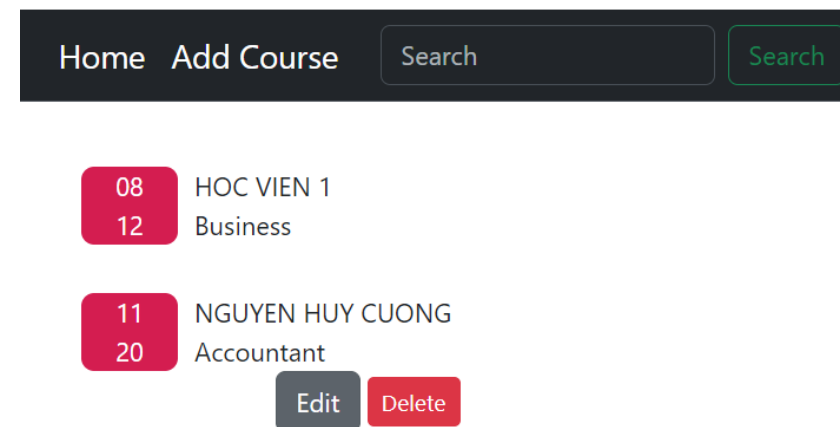 Home Add Course Search Search
08 HOC VIEN 1
12 Business
11 NGUYEN HUY CUONG
20 Accountant
Edit Delete